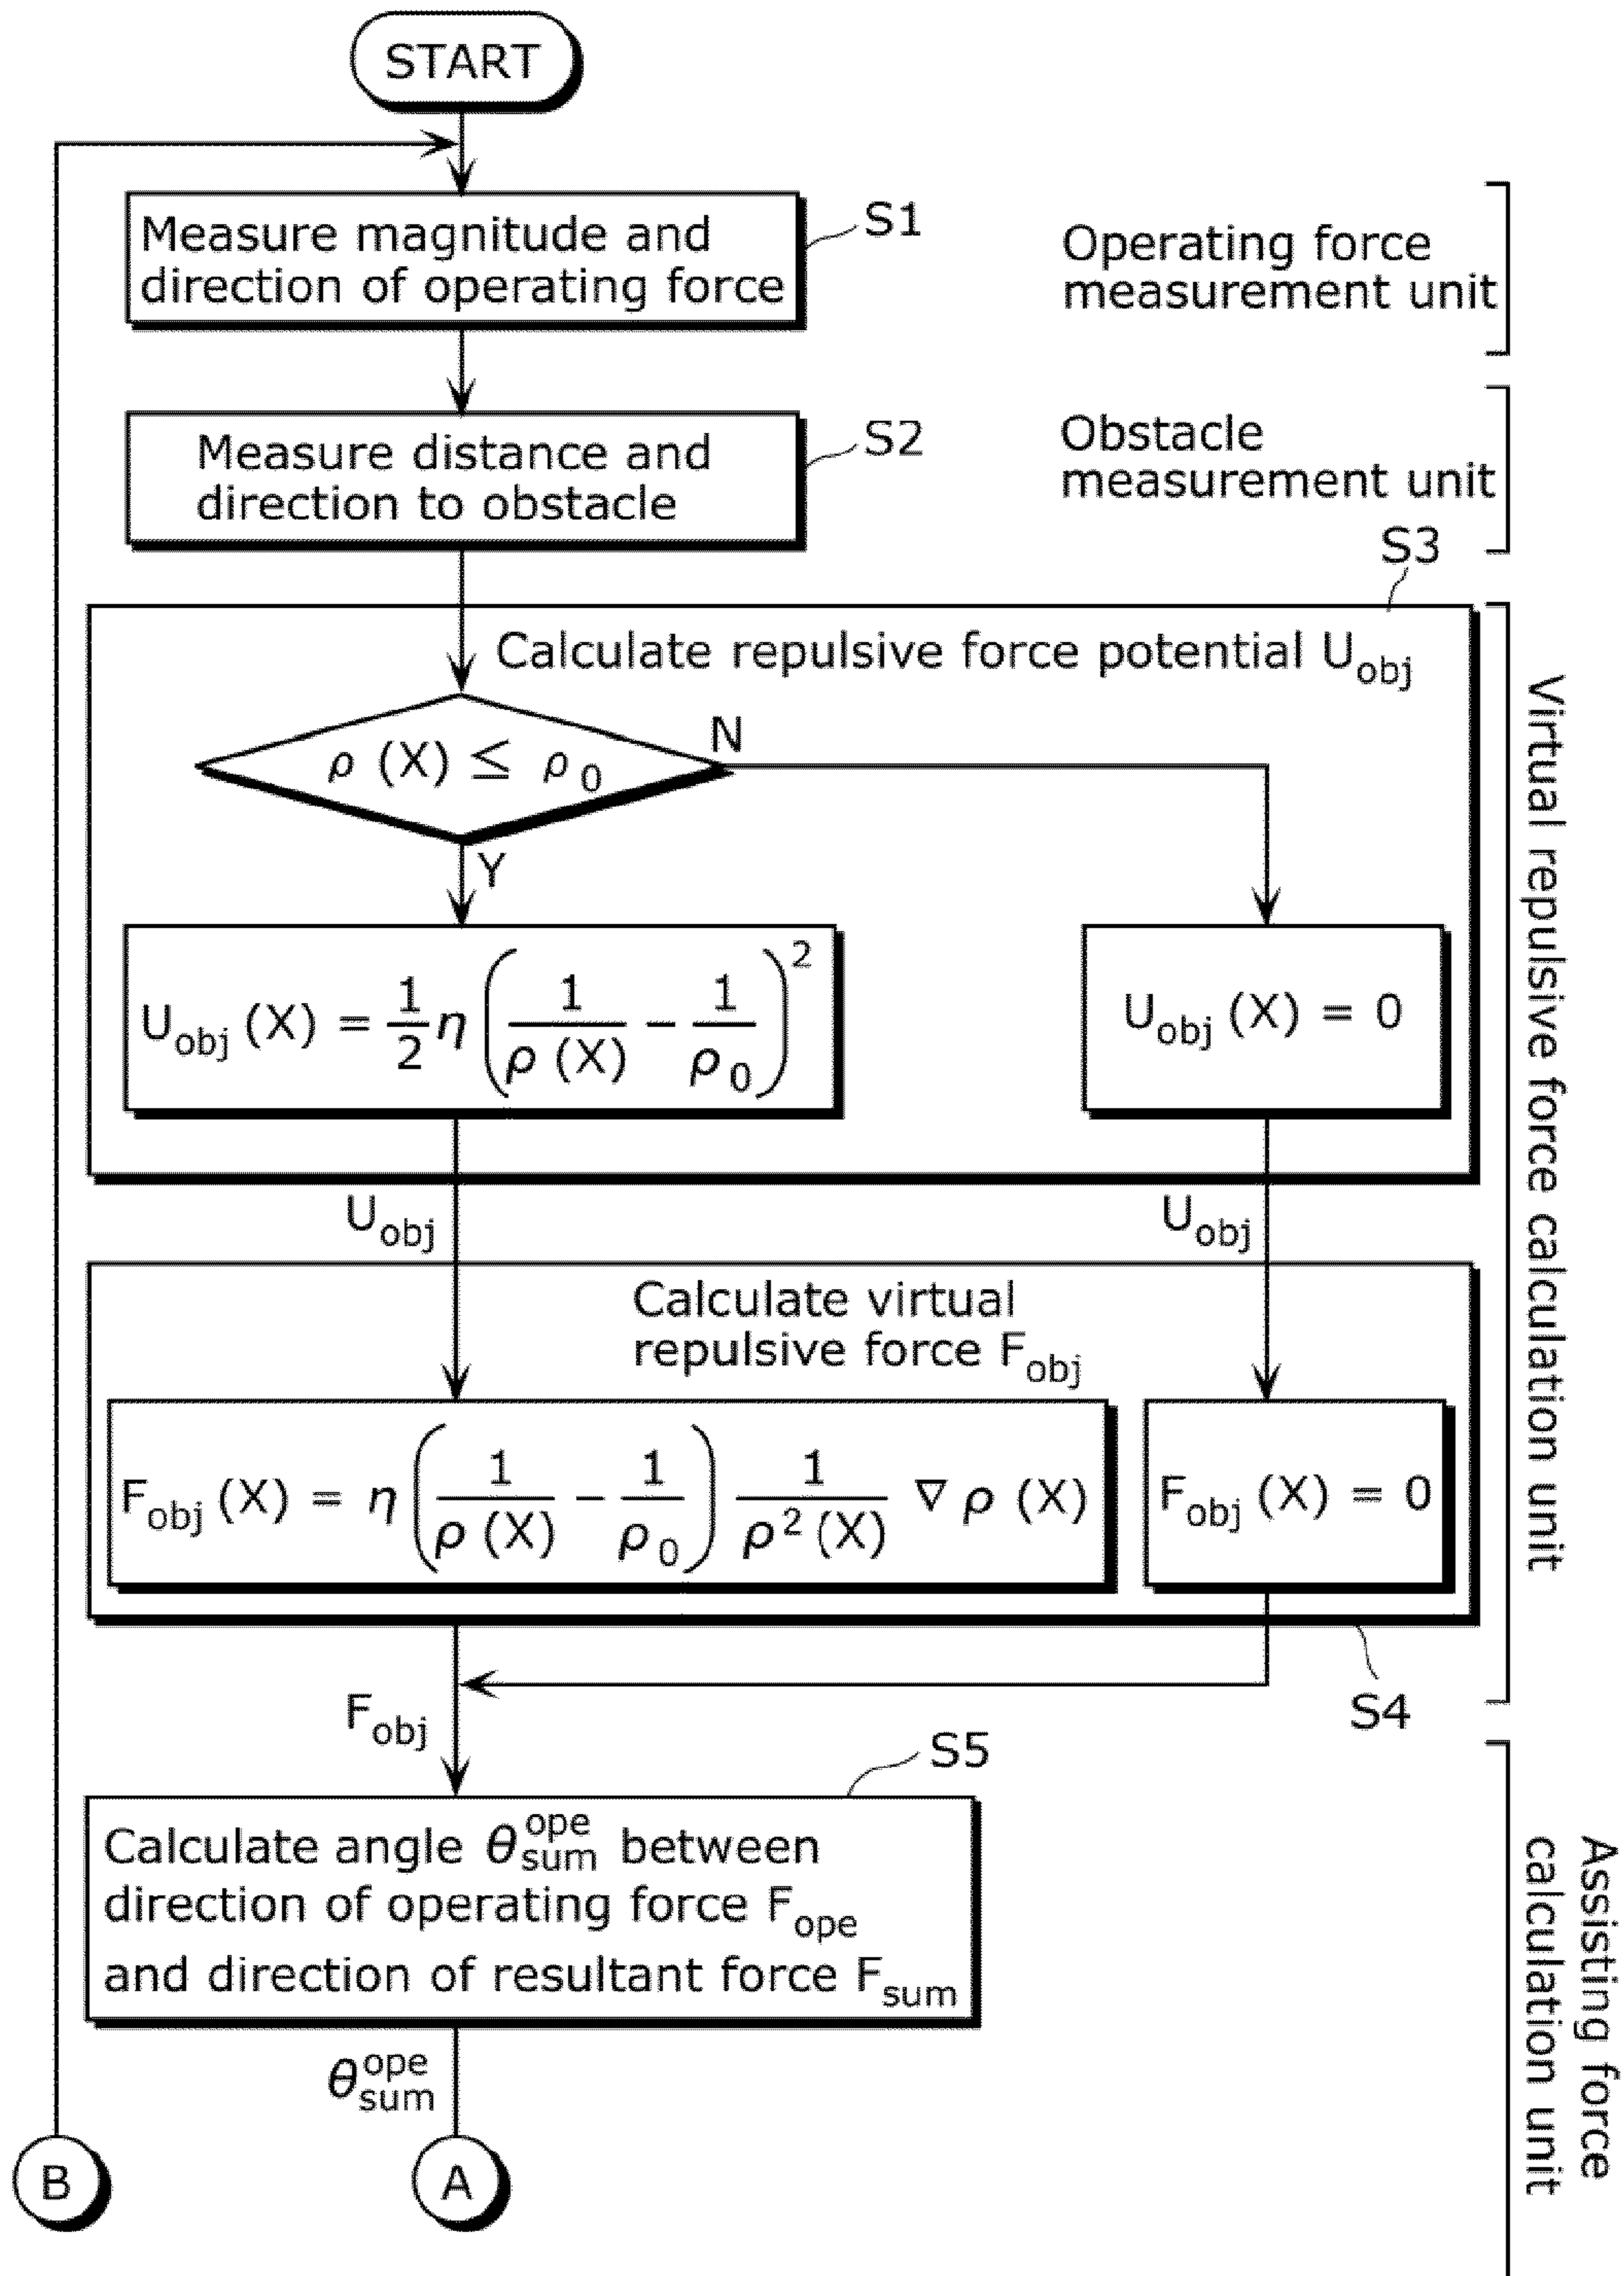 START
Measure magnitude and
direction of operating force
S1
Operating force
measurement unit
Measure distance and
direction to obstacle
S2
Obstacle
measurement unit
S3
Calculate repulsive force potential U_obj
ρ (X) ≤ ρ_0
N
Y
U_obj (X) = 1/2 η (1/ρ (X) − 1/ρ_0)^2
U_obj (X) = 0
U_obj
U_obj
Virtual repulsive force calculation unit
Calculate virtual
repulsive force F_obj
F_obj (X) = η (1/ρ (X) − 1/ρ_0) 1/ρ^2 (X) ∇ ρ (X)
F_obj (X) = 0
F_obj
S4
S5
Calculate angle θ_sum^ope between
direction of operating force F_ope
and direction of resultant force F_sum
Assisting force
calculation unit
θ_sum^ope
B
A